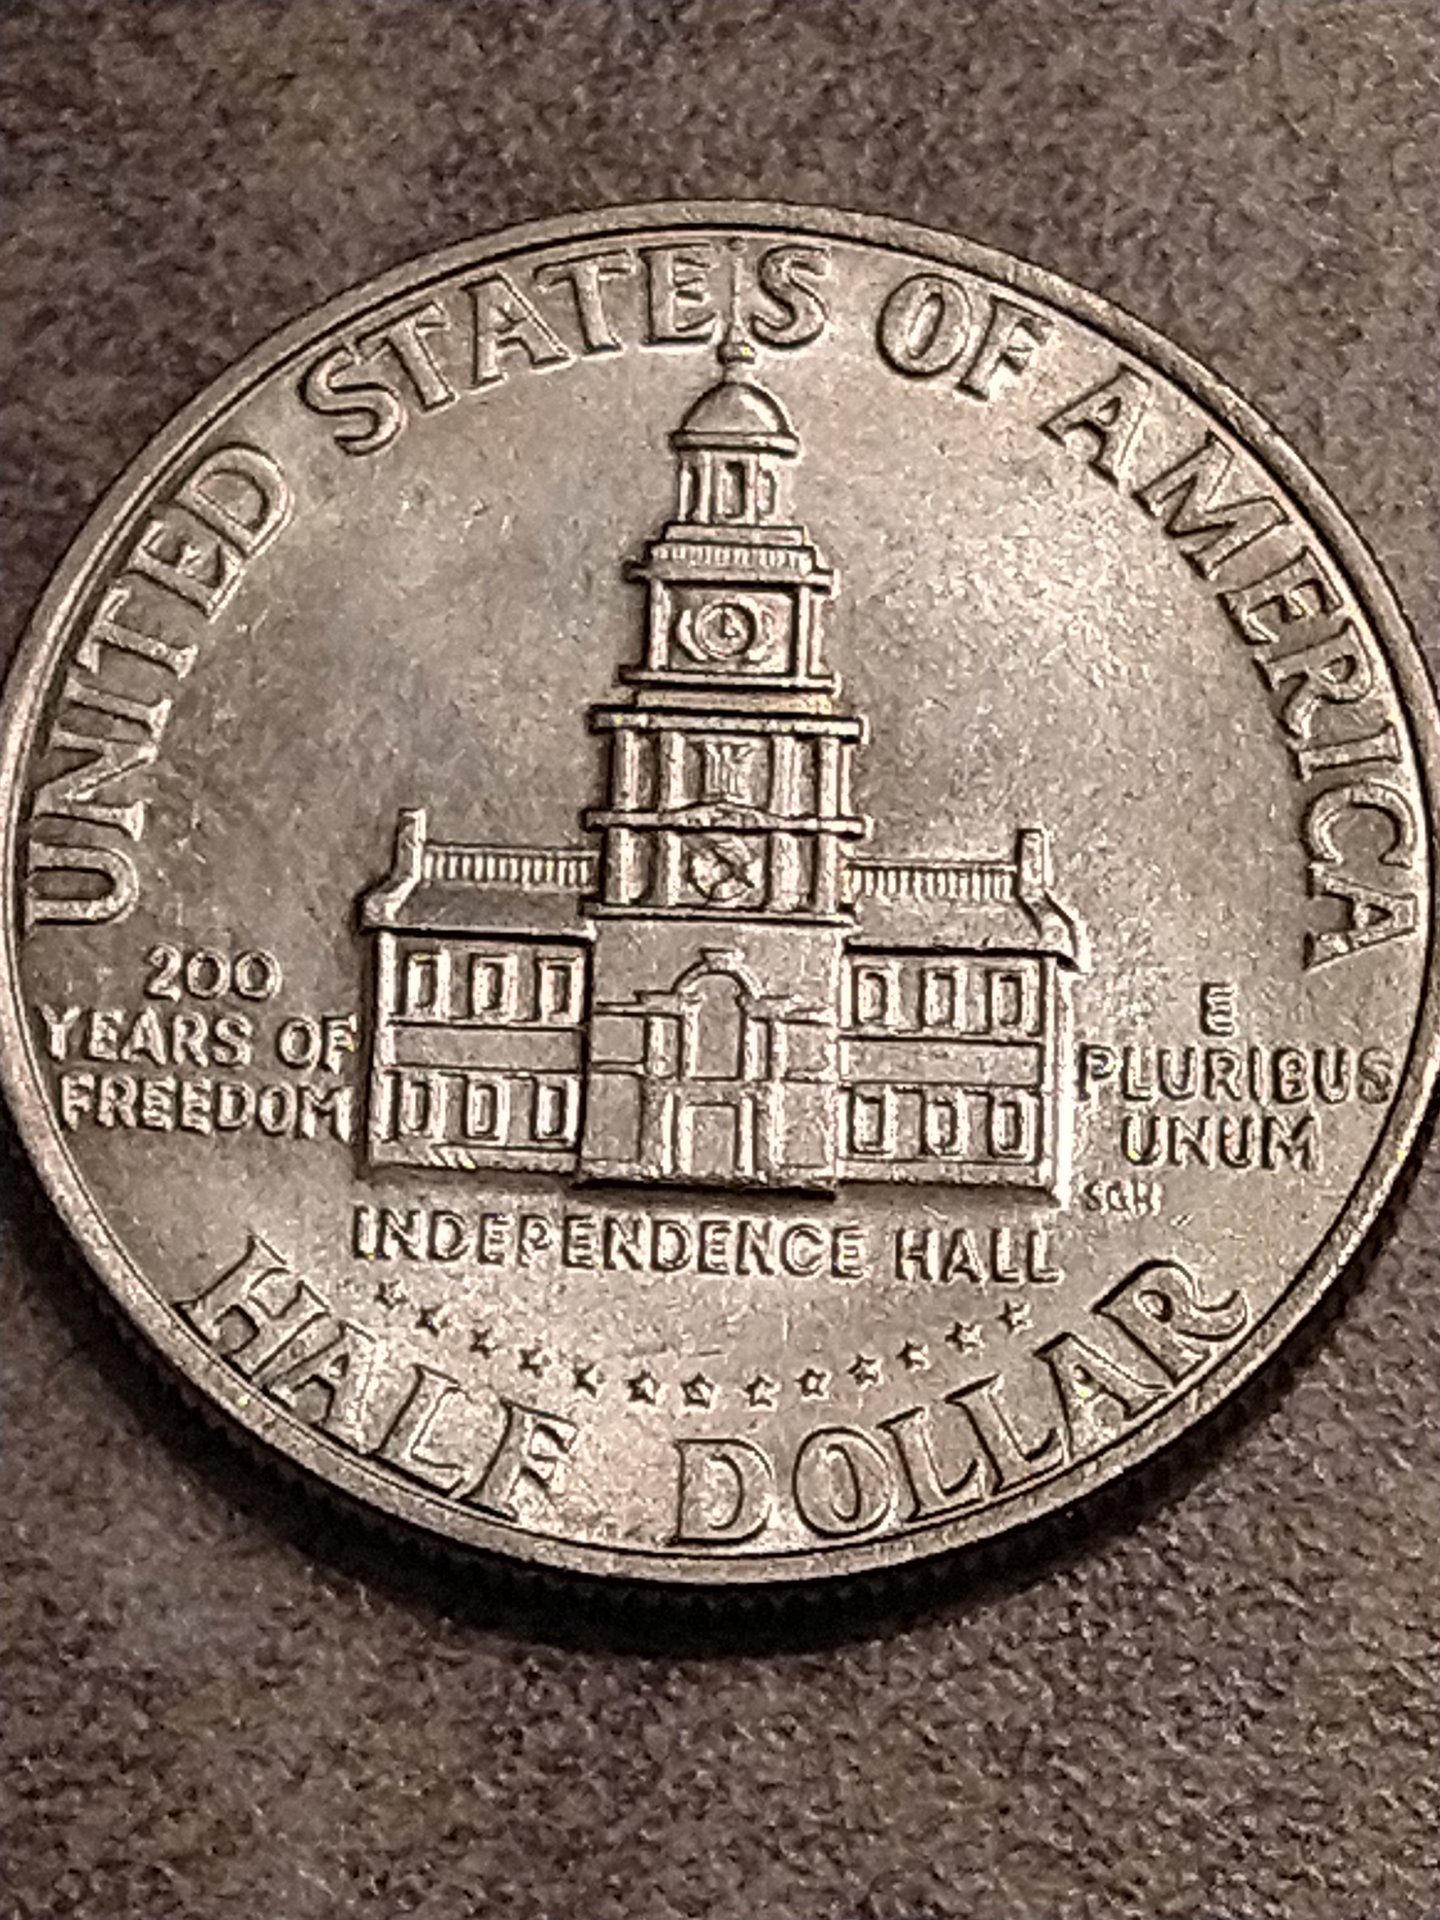 UNITED STATES OF AMERICA
200
YEARS OF
FREEDOM
E
PLURIBUS
UNUM
SGH
INDEPENDENCE HALL
HALF DOLLAR